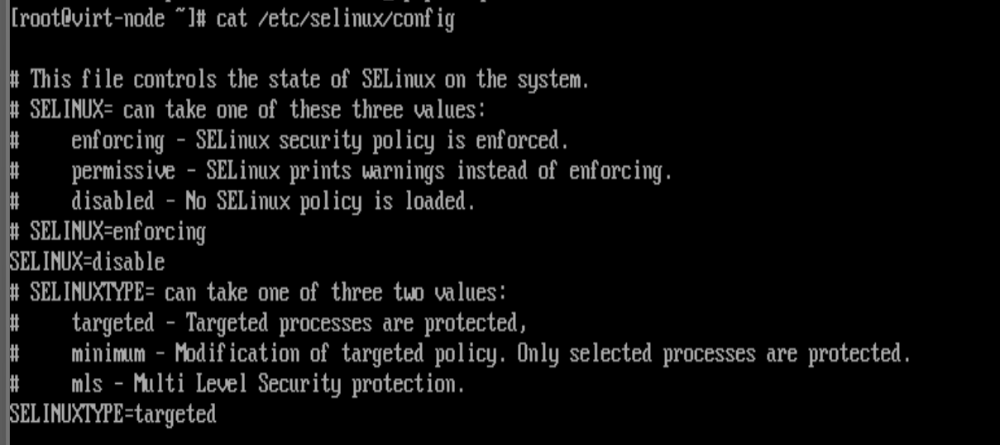 [root@virt-node ~]# cat /etc/selinux/config
# This file controls the state of SELinux on the system.
# SELINUX= can take one of these three values:
#     enforcing - SELinux security policy is enforced.
#     permissive - SELinux prints warnings instead of enforcing.
#     disabled - No SELinux policy is loaded.
# SELINUX=enforcing
SELINUX=disable
# SELINUXTYPE= can take one of three two values:
#     targeted - Targeted processes are protected,
#     minimum - Modification of targeted policy. Only selected processes are protected.
#     mls - Multi Level Security protection.
SELINUXTYPE=targeted